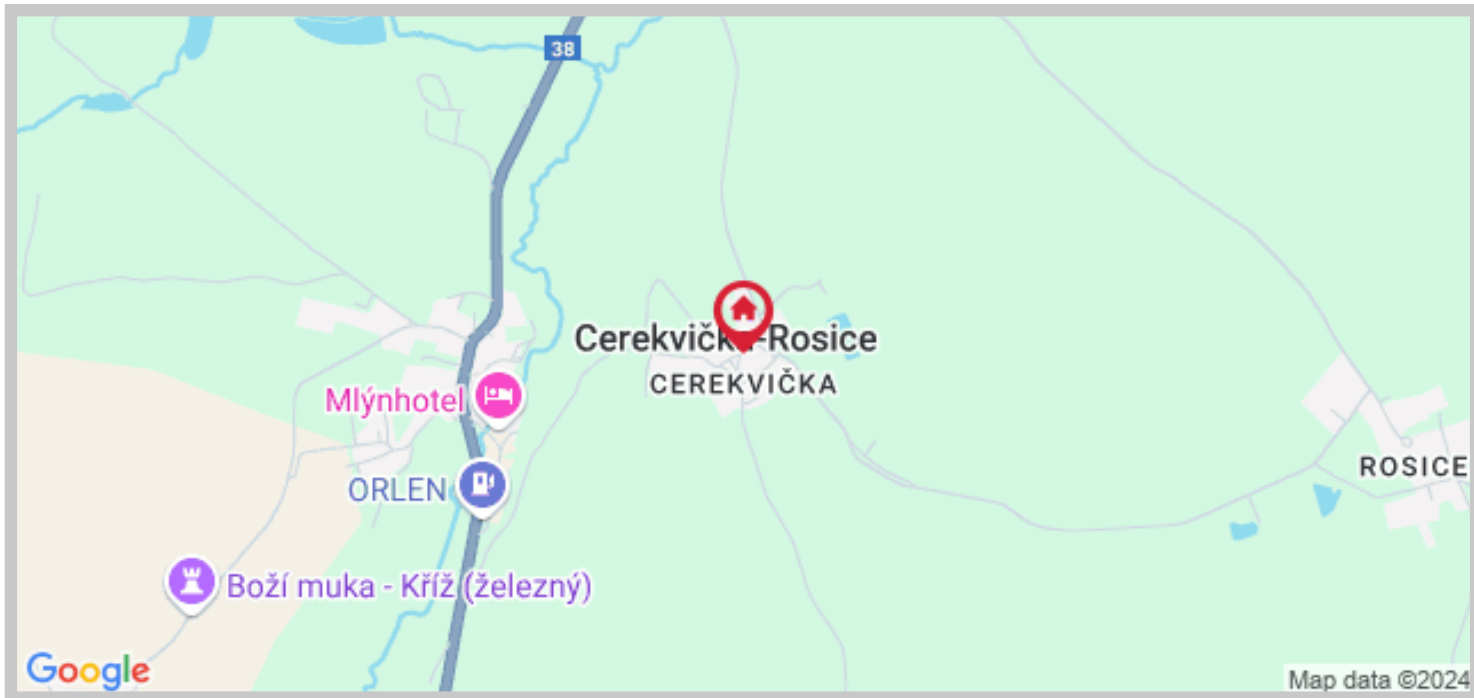 38
Cerekvička-Rosice
CEREKVIČKA
Mlýnhotel
ROSICE
ORLEN
Boží muka - Kříž (železný)
Google
Map data ©2024